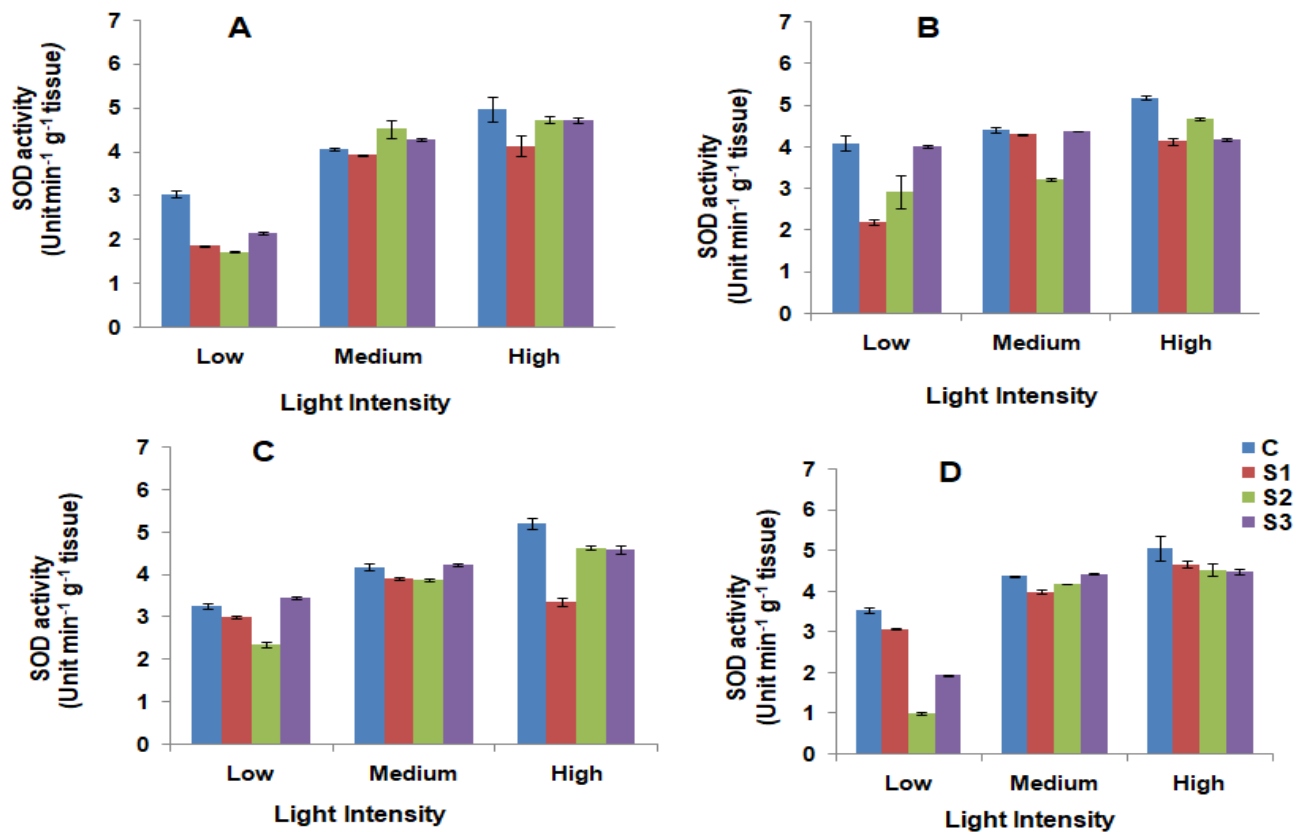 A
SOD activity
(Unit min⁻¹ g⁻¹ tissue)
7
6
5
4
3
2
1
0
Low Medium High
Light Intensity
B
SOD activity
(Unit min⁻¹ g⁻¹ tissue)
7
6
5
4
3
2
1
0
Low Medium High
Light Intensity
C
SOD activity
(Unit min⁻¹ g⁻¹ tissue)
7
6
5
4
3
2
1
0
Low Medium High
Light Intensity
D
SOD activity
(Unit min⁻¹ g⁻¹ tissue)
7
6
5
4
3
2
1
0
Low Medium High
Light Intensity
C
S1
S2
S3